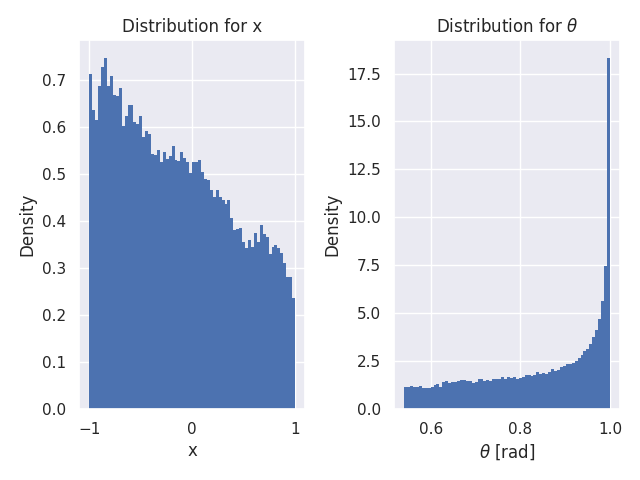 Distribution for x
Density
0.7
0.6
0.5
0.4
0.3
0.2
0.1
0.0
−1 0 1
x
Distribution for θ
Density
17.5
15.0
12.5
10.0
7.5
5.0
2.5
0.0
0.6 0.8 1.0
θ [rad]